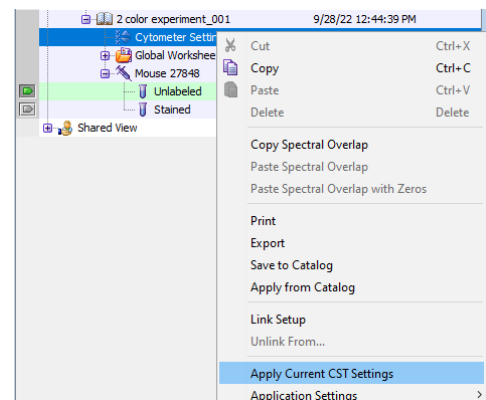 2 color experiment_001 9/28/22 12:44:39 PM
Cytometer Settin
Global Workshee
Mouse 27848
Unlabeled
Stained
Shared View
Cut Ctrl+X
Copy Ctrl+C
Paste Ctrl+V
Delete Delete
Copy Spectral Overlap
Paste Spectral Overlap
Paste Spectral Overlap with Zeros
Print
Export
Save to Catalog
Apply from Catalog
Link Setup
Unlink From...
Apply Current CST Settings
Application Settings